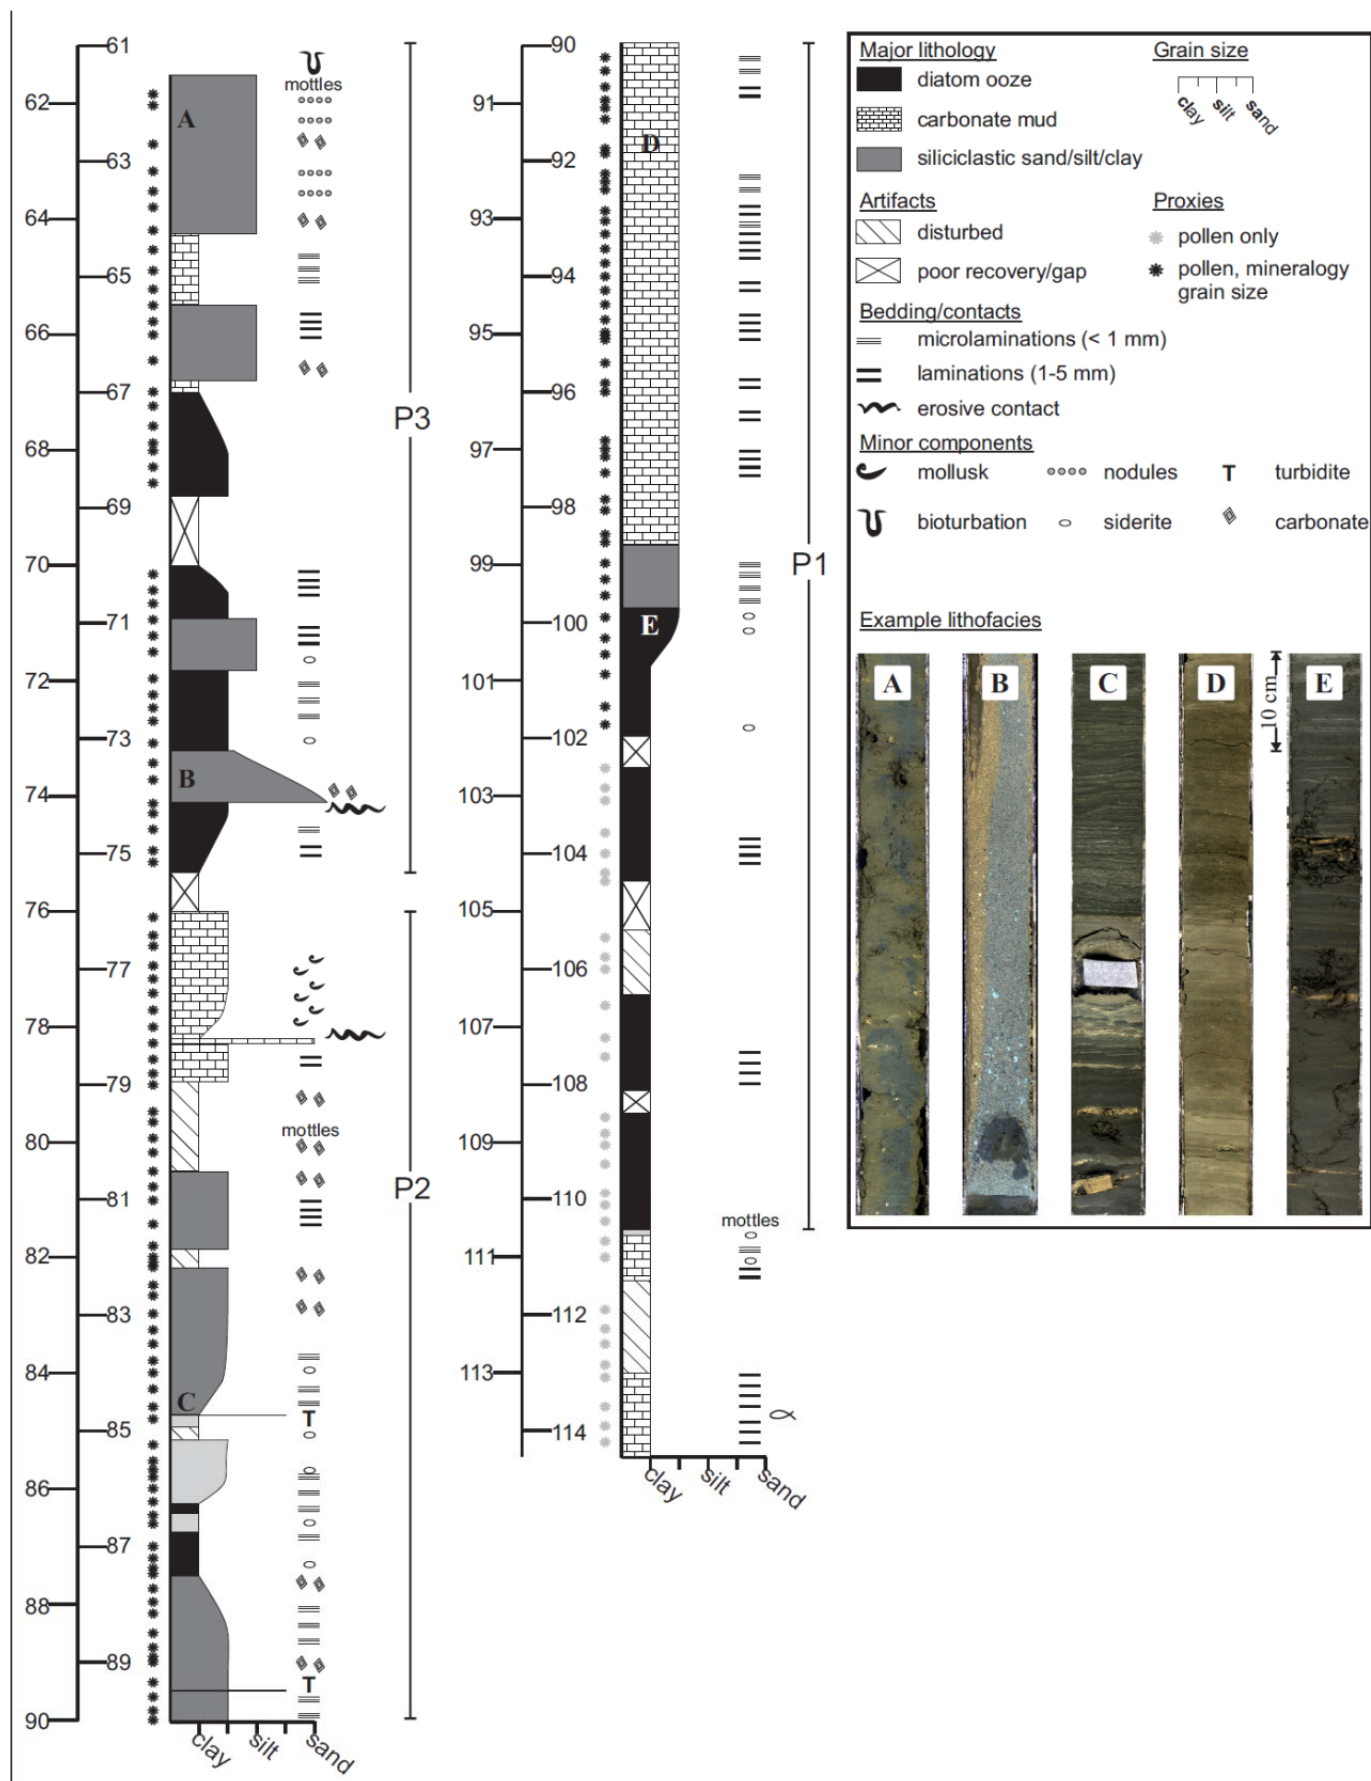 61
mottles
62
A
63
64
65
66
67
P3
68
69
70
71
72
73
B
74
75
76
77
78
79
mottles
80
P2
81
82
83
84
C
T
85
86
87
88
89
T
90
clay
silt
sand
90
91
D
92
93
94
95
96
97
98
P1
99
100
E
101
102
103
104
105
106
107
108
109
110
mottles
111
112
113
114
clay
silt
sand
Major lithology
diatom ooze
carbonate mud
siliciclastic sand/silt/clay
Grain size
clay
silt
sand
Artifacts
disturbed
poor recovery/gap
Proxies
pollen only
pollen, mineralogy
grain size
Bedding/contacts
microlaminations (< 1 mm)
laminations (1-5 mm)
erosive contact
Minor components
mollusk
nodules
T turbidite
bioturbation
siderite
carbonate
Example lithofacies
A
B
C
D
10 cm
E